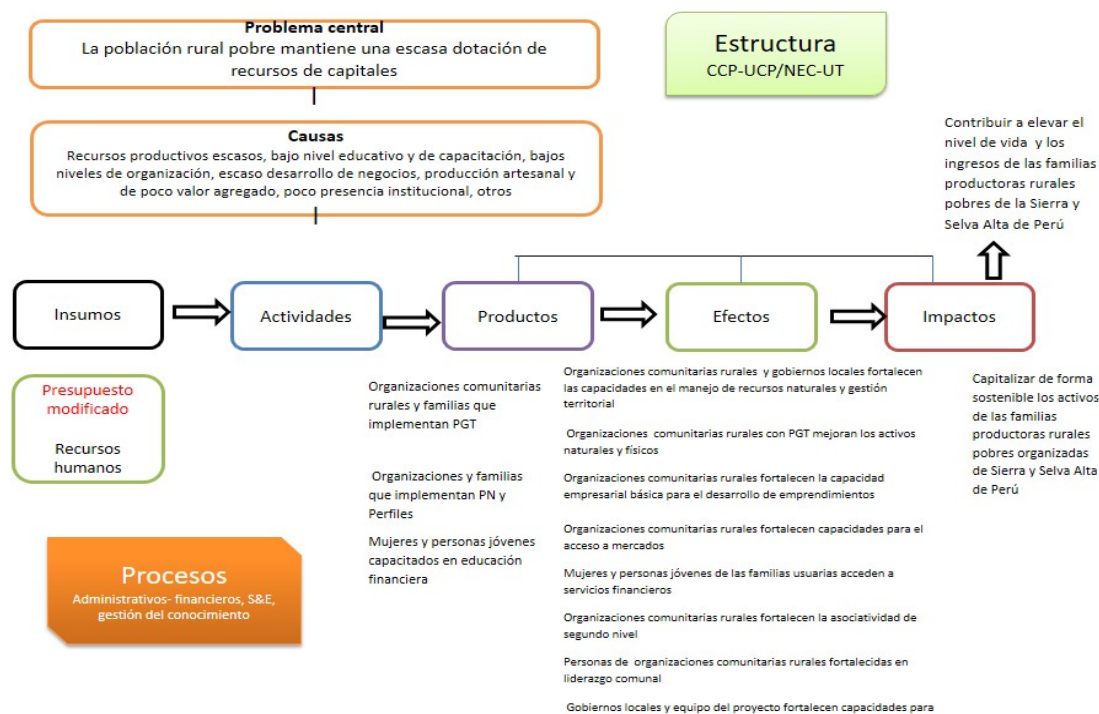 Problema central
La población rural pobre mantiene una escasa dotación de
recursos de capitales
Estructura
CCP-UCP/NEC-UT
Causas
Recursos productivos escasos, bajo nivel educativo y de capacitación, bajos
niveles de organización, escaso desarrollo de negocios, producción artesanal y
de poco valor agregado, poco presencia institucional, otros
Contribuir a elevar el
nivel de vida y los
ingresos de las familias
productoras rurales
pobres de la Sierra y
Selva Alta de Perú
Insumos
Actividades
Productos
Efectos
Impactos
Presupuesto
modificado
Recursos
humanos
Organizaciones comunitarias
rurales y familias que
implementan PGT
Organizaciones y familias
que implementan PN y
Perfiles
Mujeres y personas jóvenes
capacitados en educación
financiera
Organizaciones comunitarias rurales y gobiernos locales fortalecen
las capacidades en el manejo de recursos naturales y gestión
territorial
Organizaciones comunitarias rurales con PGT mejoran los activos
naturales y físicos
Organizaciones comunitarias rurales fortalecen la capacidad
empresarial básica para el desarrollo de emprendimientos
Organizaciones comunitarias rurales fortalecen capacidades para el
acceso a mercados
Mujeres y personas jóvenes de las familias usuarias acceden a
servicios financieros
Organizaciones comunitarias rurales fortalecen la asociatividad de
segundo nivel
Personas de organizaciones comunitarias rurales fortalecidas en
liderazgo comunal
Gobiernos locales y equipo del proyecto fortalecen capacidades para
Capitalizar de forma
sostenible los activos
de las familias
productoras rurales
pobres organizadas
de Sierra y Selva Alta
de Perú
Procesos
Administrativos- financieros, S&E,
gestión del conocimiento